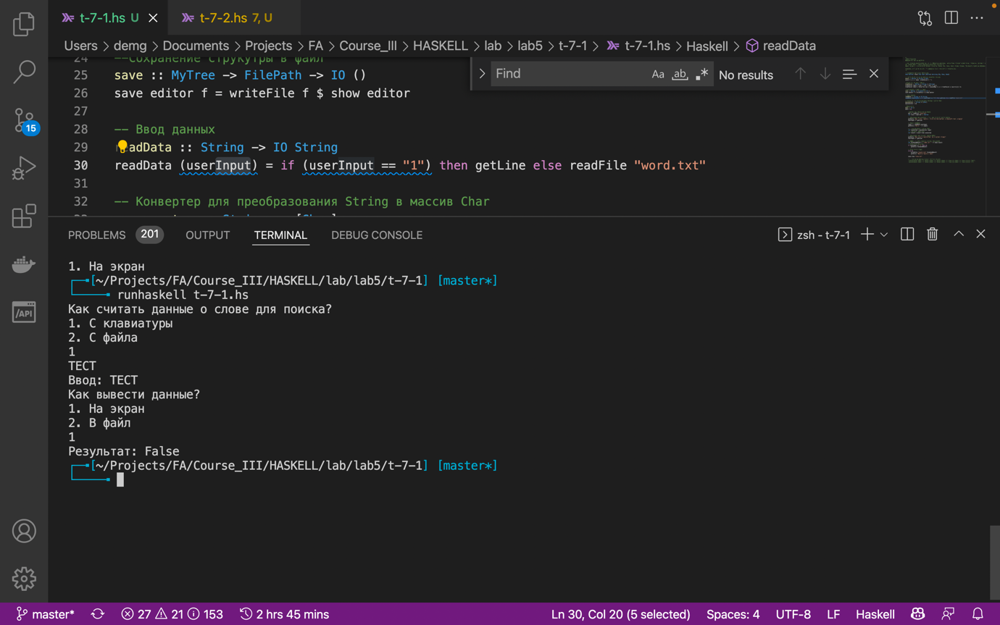 t-7-1.hs U
t-7-2.hs 7, U
Users > demg > Documents > Projects > FA > Course_III > HASKELL > lab > lab5 > t-7-1 > t-7-1.hs > Haskell > readData
24 --Сохранение струкутры в файл
25 save :: MyTree -> FilePath -> IO ()
26 save editor f = writeFile f $ show editor
27
28 -- Ввод данных
29 readData :: String -> IO String
30 readData (userInput) = if (userInput == "1") then getLine else readFile "word.txt"
31
32 -- Конвертер для преобразования String в массив Char
Find Aa ab .* No results
15
PROBLEMS 201 OUTPUT TERMINAL DEBUG CONSOLE
zsh - t-7-1
1. На экран
[~/Projects/FA/Course_III/HASKELL/lab/lab5/t-7-1] [master*]
runhaskell t-7-1.hs
Как считать данные о слове для поиска?
1. С клавиатуры
2. С файла
1
ТЕСТ
Ввод: ТЕСТ
Как вывести данные?
1. На экран
2. В файл
1
Результат: False
[~/Projects/FA/Course_III/HASKELL/lab/lab5/t-7-1] [master*]
/API
master* 27 21 153 2 hrs 45 mins
Ln 30, Col 20 (5 selected) Spaces: 4 UTF-8 LF Haskell